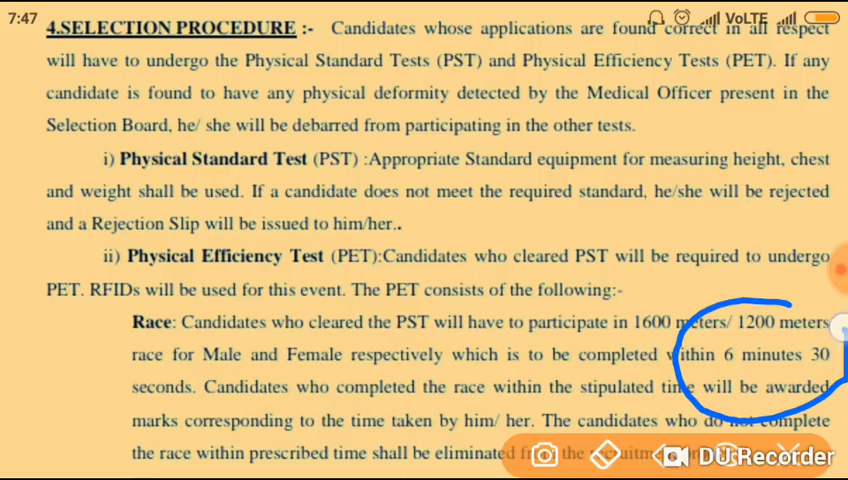 7:47
VoLTE
4.SELECTION PROCEDURE :- Candidates whose applications are found correct in all respect
will have to undergo the Physical Standard Tests (PST) and Physical Efficiency Tests (PET). If any
candidate is found to have any physical deformity detected by the Medical Officer present in the
Selection Board, he/ she will be debarred from participating in the other tests.
i) Physical Standard Test (PST) :Appropriate Standard equipment for measuring height, chest
and weight shall be used. If a candidate does not meet the required standard, he/she will be rejected
and a Rejection Slip will be issued to him/her..
ii) Physical Efficiency Test (PET):Candidates who cleared PST will be required to undergo
PET. RFIDs will be used for this event. The PET consists of the following:-
Race: Candidates who cleared the PST will have to participate in 1600 meters/ 1200 meters
race for Male and Female respectively which is to be completed within 6 minutes 30
seconds. Candidates who completed the race within the stipulated time will be awarded
marks corresponding to the time taken by him/ her. The candidates who do not complete
the race within prescribed time shall be eliminated from the
DU Recorder